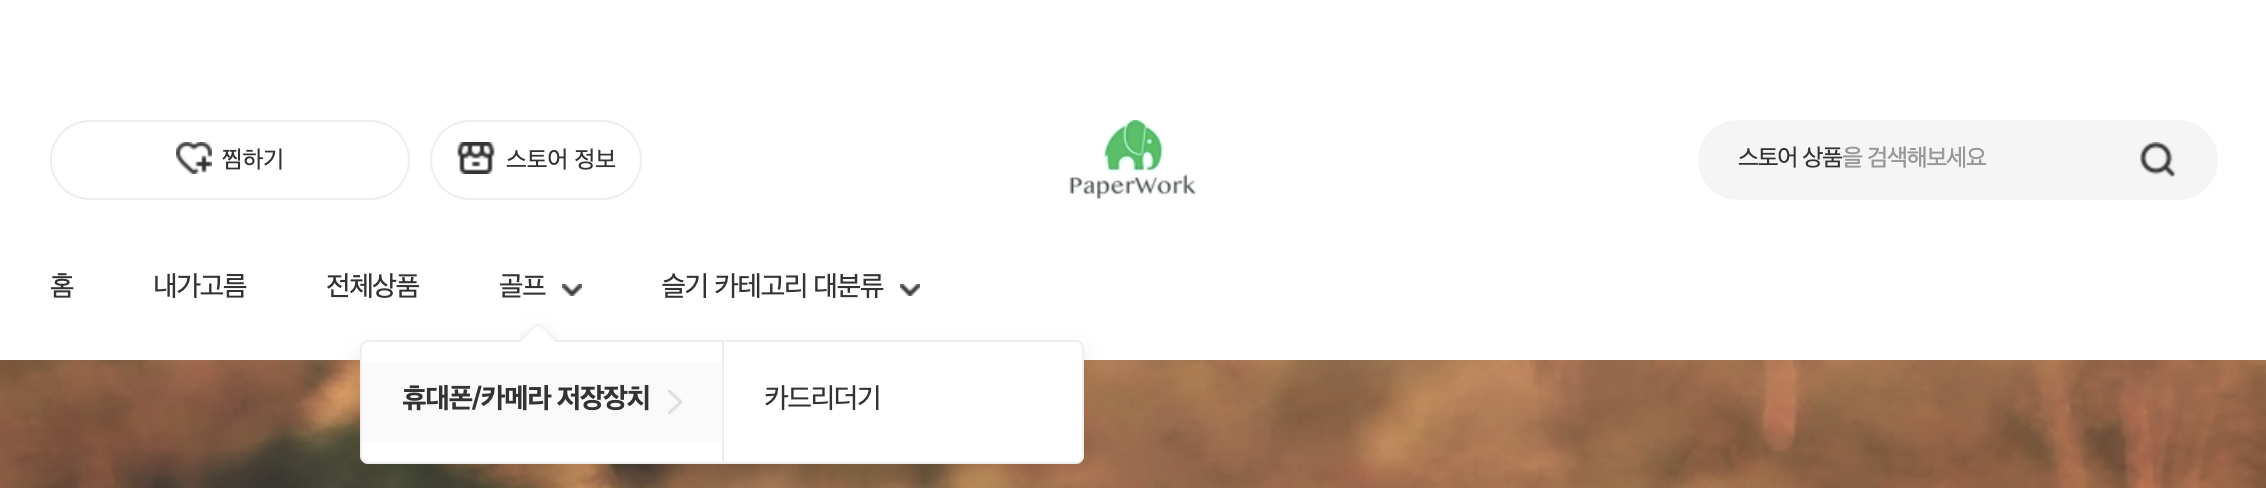 찜하기
스토어 정보
PaperWork
스토어 상품을 검색해보세요
홈
내가고름
전체상품
골프
슬기 카테고리 대분류
휴대폰/카메라 저장장치
카드리더기